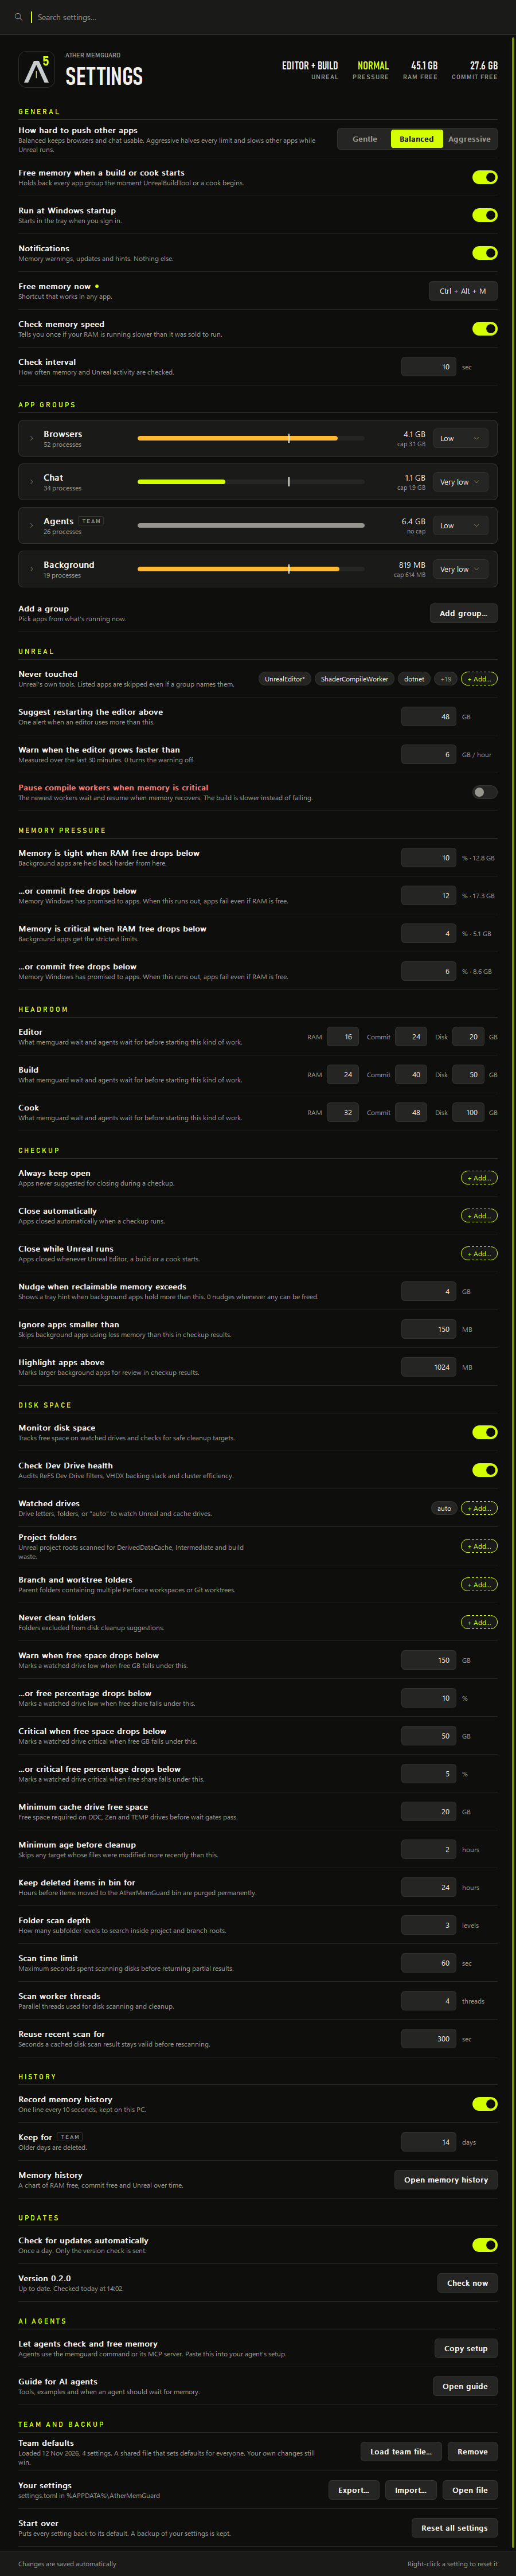 Search settings...
5
ATHER MEMGUARD
SETTINGS
EDITOR + BUILD
UNREAL
NORMAL
PRESSURE
45.1 GB
RAM FREE
27.6 GB
COMMIT FREE
GENERAL
How hard to push other apps
Balanced keeps browsers and chat usable. Aggressive halves every limit and slows other apps while
Unreal runs.
Gentle
Balanced
Aggressive
Free memory when a build or cook starts
Holds back every app group the moment UnrealBuildTool or a cook begins.
Run at Windows startup
Starts in the tray when you sign in.
Notifications
Memory warnings, updates and hints. Nothing else.
Free memory now
Shortcut that works in any app.
Ctrl + Alt + M
Check memory speed
Tells you once if your RAM is running slower than it was sold to run.
Check interval
How often memory and Unreal activity are checked.
10 sec
APP GROUPS
Browsers
52 processes
4.1 GB
cap 3.1 GB
Low
Chat
34 processes
1.1 GB
cap 1.9 GB
Very low
Agents TEAM
26 processes
6.4 GB
no cap
Low
Background
19 processes
819 MB
cap 614 MB
Very low
Add a group
Pick apps from what's running now.
Add group...
UNREAL
Never touched
Unreal's own tools. Listed apps are skipped even if a group names them.
UnrealEditor*
ShaderCompileWorker
dotnet
+19
+ Add...
Suggest restarting the editor above
One alert when an editor uses more than this.
48 GB
Warn when the editor grows faster than
Measured over the last 30 minutes. 0 turns the warning off.
6 GB / hour
Pause compile workers when memory is critical
The newest workers wait and resume when memory recovers. The build is slower instead of failing.
MEMORY PRESSURE
Memory is tight when RAM free drops below
Background apps are held back harder from here.
10 % · 12.8 GB
...or commit free drops below
Memory Windows has promised to apps. When this runs out, apps fail even if RAM is free.
12 % · 17.3 GB
Memory is critical when RAM free drops below
Background apps get the strictest limits.
4 % · 5.1 GB
...or commit free drops below
Memory Windows has promised to apps. When this runs out, apps fail even if RAM is free.
6 % · 8.6 GB
HEADROOM
Editor
What memguard wait and agents wait for before starting this kind of work.
RAM 16 Commit 24 Disk 20 GB
Build
What memguard wait and agents wait for before starting this kind of work.
RAM 24 Commit 40 Disk 50 GB
Cook
What memguard wait and agents wait for before starting this kind of work.
RAM 32 Commit 48 Disk 100 GB
CHECKUP
Always keep open
Apps never suggested for closing during a checkup.
+ Add...
Close automatically
Apps closed automatically when a checkup runs.
+ Add...
Close while Unreal runs
Apps closed whenever Unreal Editor, a build or a cook starts.
+ Add...
Nudge when reclaimable memory exceeds
Shows a tray hint when background apps hold more than this. 0 nudges whenever any can be freed.
4 GB
Ignore apps smaller than
Skips background apps using less memory than this in checkup results.
150 MB
Highlight apps above
Marks larger background apps for review in checkup results.
1024 MB
DISK SPACE
Monitor disk space
Tracks free space on watched drives and checks for safe cleanup targets.
Check Dev Drive health
Audits ReFS Dev Drive filters, VHDX backing slack and cluster efficiency.
Watched drives
Drive letters, folders, or "auto" to watch Unreal and cache drives.
auto
+ Add...
Project folders
Unreal project roots scanned for DerivedDataCache, Intermediate and build
waste.
+ Add...
Branch and worktree folders
Parent folders containing multiple Perforce workspaces or Git worktrees.
+ Add...
Never clean folders
Folders excluded from disk cleanup suggestions.
+ Add...
Warn when free space drops below
Marks a watched drive low when free GB falls under this.
150 GB
...or free percentage drops below
Marks a watched drive low when free share falls under this.
10 %
Critical when free space drops below
Marks a watched drive critical when free GB falls under this.
50 GB
...or critical free percentage drops below
Marks a watched drive critical when free share falls under this.
5 %
Minimum cache drive free space
Free space required on DDC, Zen and TEMP drives before wait gates pass.
20 GB
Minimum age before cleanup
Skips any target whose files were modified more recently than this.
2 hours
Keep deleted items in bin for
Hours before items moved to the AtherMemGuard bin are purged permanently.
24 hours
Folder scan depth
How many subfolder levels to search inside project and branch roots.
3 levels
Scan time limit
Maximum seconds spent scanning disks before returning partial results.
60 sec
Scan worker threads
Parallel threads used for disk scanning and cleanup.
4 threads
Reuse recent scan for
Seconds a cached disk scan result stays valid before rescanning.
300 sec
HISTORY
Record memory history
One line every 10 seconds, kept on this PC.
Keep for TEAM
Older days are deleted.
14 days
Memory history
A chart of RAM free, commit free and Unreal over time.
Open memory history
UPDATES
Check for updates automatically
Once a day. Only the version check is sent.
Version 0.2.0
Up to date. Checked today at 14:02.
Check now
AI AGENTS
Let agents check and free memory
Agents use the memguard command or its MCP server. Paste this into your agent's setup.
Copy setup
Guide for AI agents
Tools, examples and when an agent should wait for memory.
Open guide
TEAM AND BACKUP
Team defaults
Loaded 12 Nov 2026, 4 settings. A shared file that sets defaults for everyone. Your own changes still
win.
Load team file...
Remove
Your settings
settings.toml in %APPDATA%\AtherMemGuard
Export...
Import...
Open file
Start over
Puts every setting back to its default. A backup of your settings is kept.
Reset all settings
Changes are saved automatically
Right-click a setting to reset it